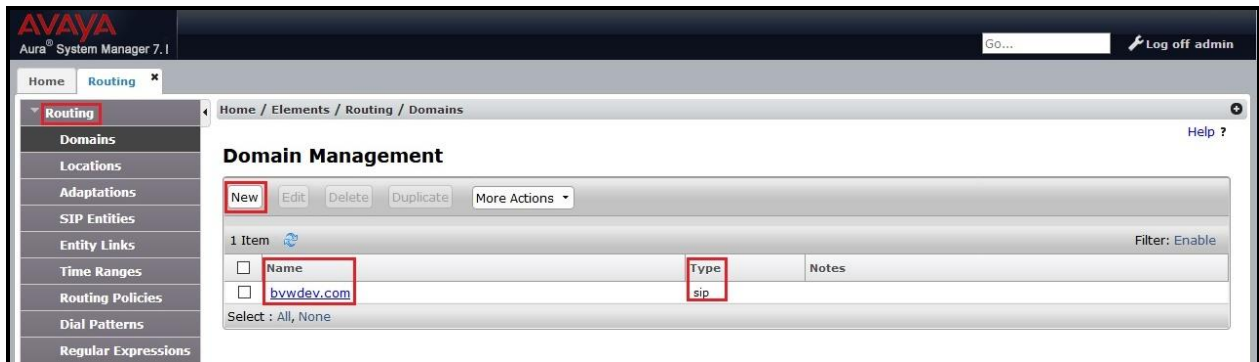 AVAYA
Aura® System Manager 7.1
Go...
Log off admin
Home
Routing ×
Routing
Domains
Locations
Adaptations
SIP Entities
Entity Links
Time Ranges
Routing Policies
Dial Patterns
Regular Expressions
Home / Elements / Routing / Domains
Help ?
Domain Management
New Edit Delete Duplicate More Actions
1 Item
Filter: Enable
Name Type Notes
bvwdev.com sip
Select : All, None